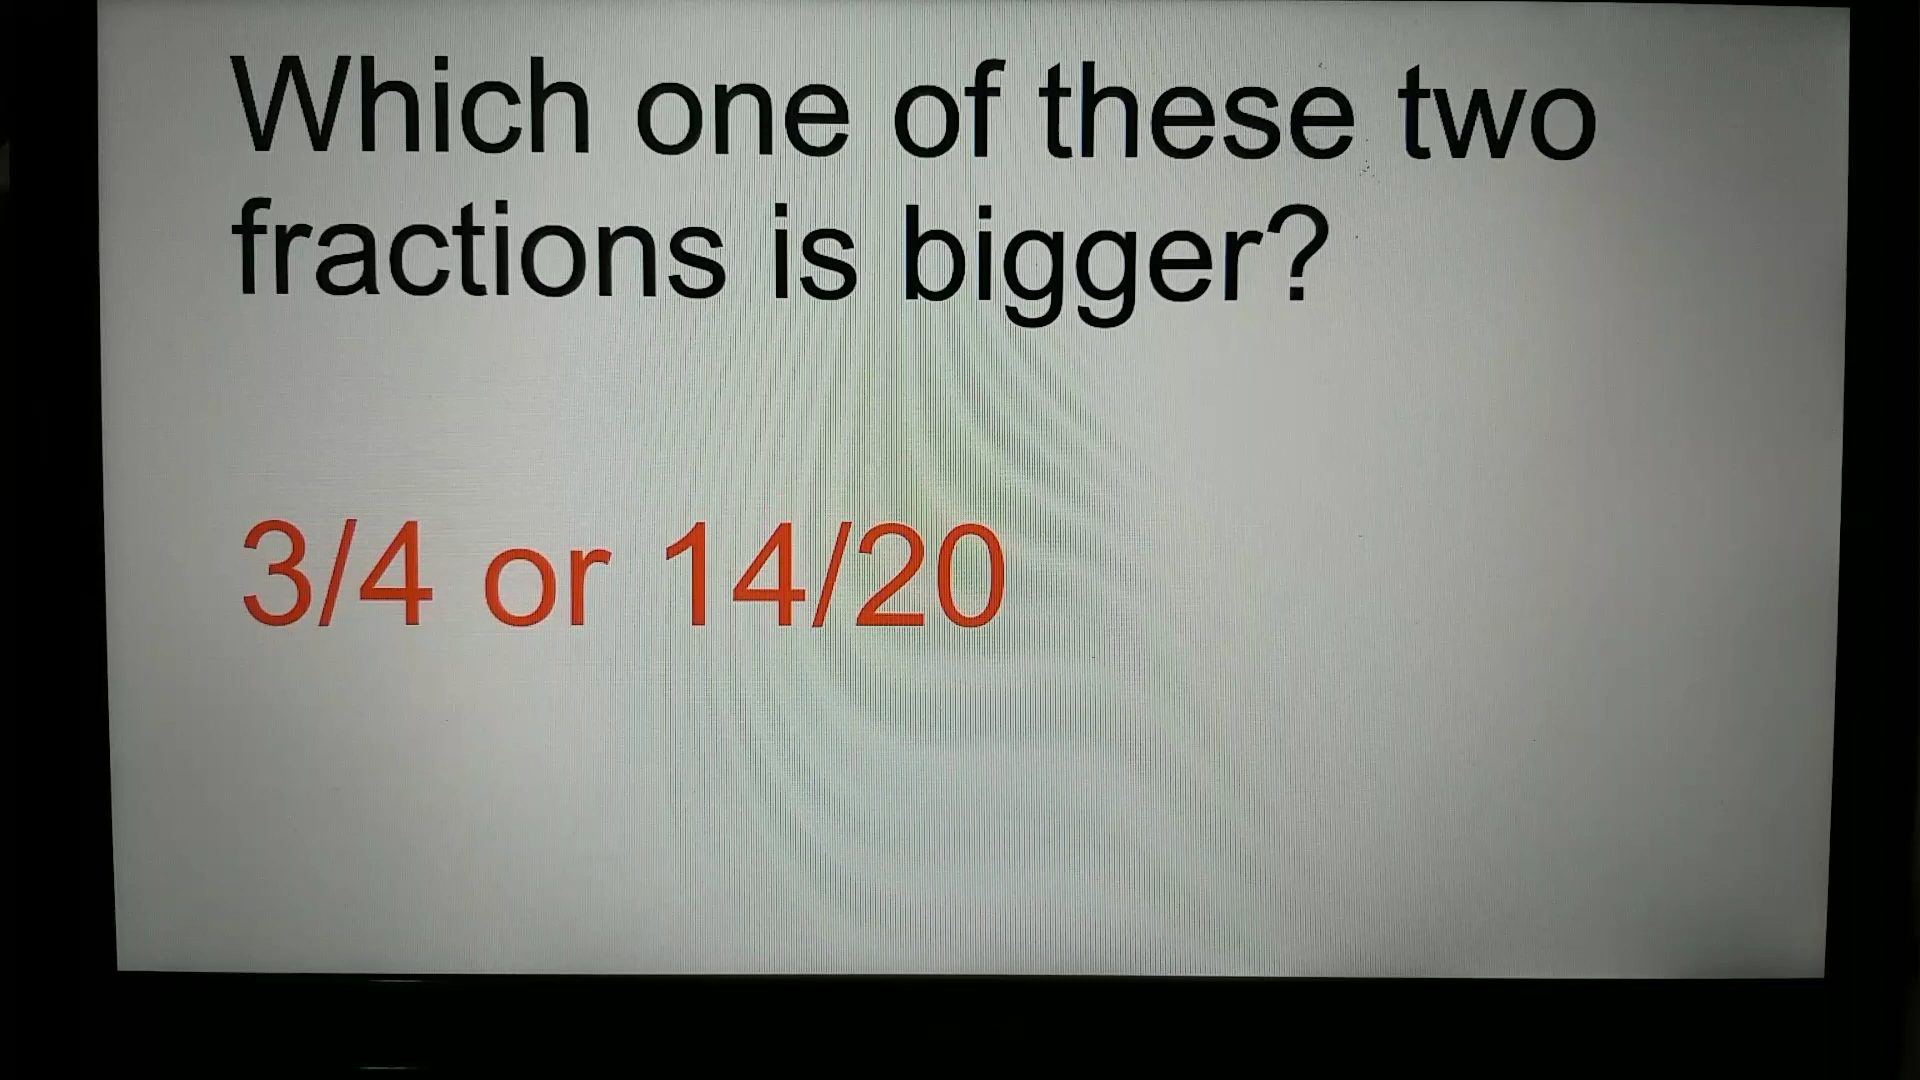 Which one of these two
fractions is bigger?
3/4 or 14/20